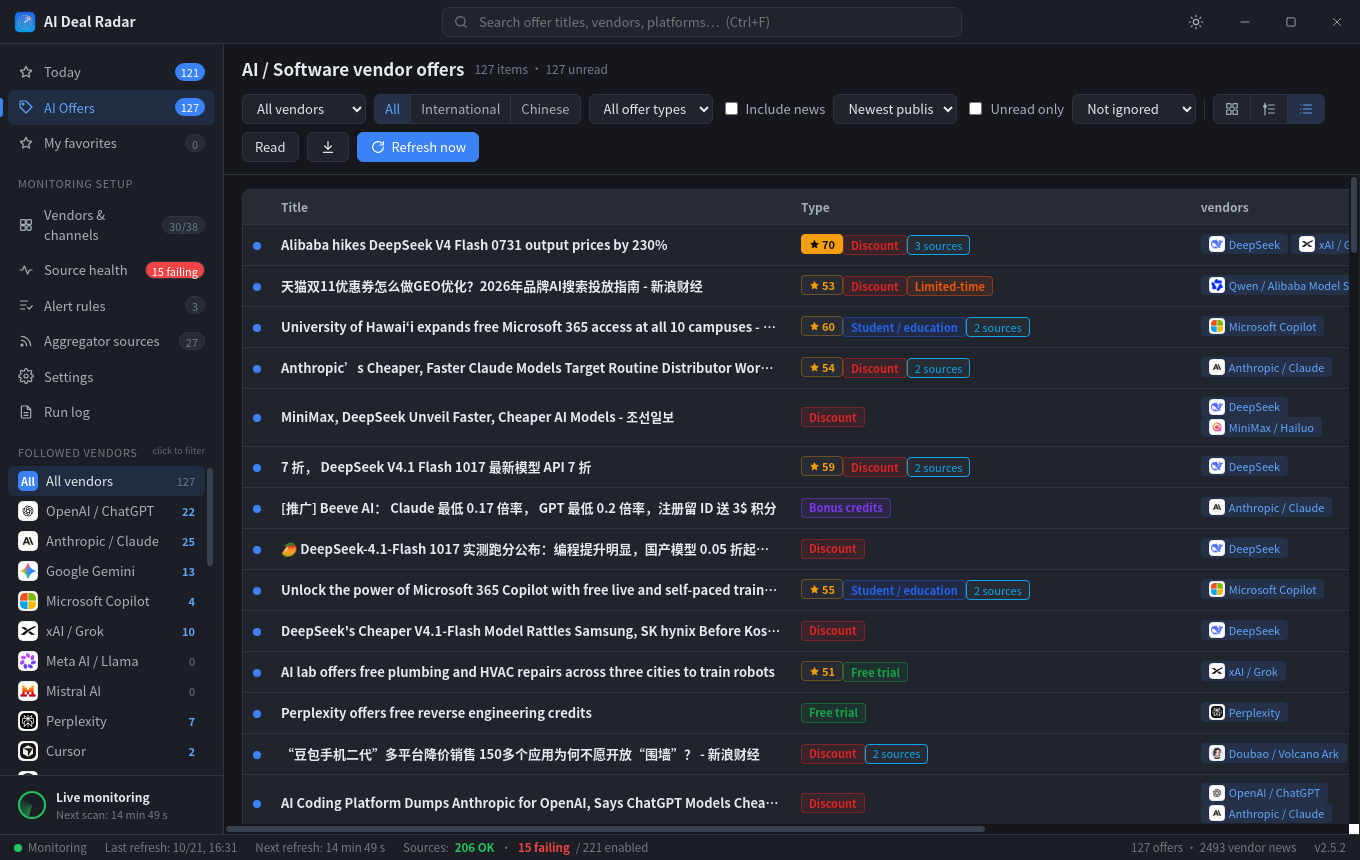 AI Deal Radar
Search offer titles, vendors, platforms… (Ctrl+F)
Today 121
AI Offers 127
My favorites 0
MONITORING SETUP
Vendors & channels 30/38
Source health 15 failing
Alert rules 3
Aggregator sources 27
Settings
Run log
FOLLOWED VENDORS click to filter
All All vendors 127
OpenAI / ChatGPT 22
Anthropic / Claude 25
Google Gemini 13
Microsoft Copilot 4
xAI / Grok 10
Meta AI / Llama 0
Mistral AI 0
Perplexity 7
Cursor 2
Live monitoring
Next scan: 14 min 49 s
AI / Software vendor offers 127 items · 127 unread
All vendors All International Chinese All offer types Include news Newest publis Unread only Not ignored
Read Refresh now
Title Type vendors
Alibaba hikes DeepSeek V4 Flash 0731 output prices by 230% ★ 70 Discount 3 sources DeepSeek xAI / G
天猫双11优惠券怎么做GEO优化？2026年品牌AI搜索投放指南 - 新浪财经 ★ 53 Discount Limited-time Qwen / Alibaba Model S
University of Hawaiʻi expands free Microsoft 365 access at all 10 campuses - … ★ 60 Student / education 2 sources Microsoft Copilot
Anthropic’s Cheaper, Faster Claude Models Target Routine Distributor Wor… ★ 54 Discount 2 sources Anthropic / Claude
MiniMax, DeepSeek Unveil Faster, Cheaper AI Models - 조선일보 Discount DeepSeek
MiniMax / Hailuo
7 折， DeepSeek V4.1 Flash 1017 最新模型 API 7 折 ★ 59 Discount 2 sources DeepSeek
[推广] Beeve AI： Claude 最低 0.17 倍率， GPT 最低 0.2 倍率，注册留 ID 送 3$ 积分 Bonus credits Anthropic / Claude
🥭 DeepSeek-4.1-Flash 1017 实测跑分公布：编程提升明显，国产模型 0.05 折起… Discount DeepSeek
Unlock the power of Microsoft 365 Copilot with free live and self-paced train… ★ 55 Student / education 2 sources Microsoft Copilot
DeepSeek's Cheaper V4.1-Flash Model Rattles Samsung, SK hynix Before Kos… Discount DeepSeek
AI lab offers free plumbing and HVAC repairs across three cities to train robots ★ 51 Free trial xAI / Grok
Perplexity offers free reverse engineering credits Free trial Perplexity
“豆包手机二代”多平台降价销售 150多个应用为何不愿开放“围墙”？ - 新浪财经 Discount 2 sources Doubao / Volcano Ark
AI Coding Platform Dumps Anthropic for OpenAI, Says ChatGPT Models Chea… Discount OpenAI / ChatGPT
Anthropic / Claude
Monitoring Last refresh: 10/21, 16:31 Next refresh: 14 min 49 s Sources: 206 OK · 15 failing / 221 enabled 127 offers · 2493 vendor news v2.5.2